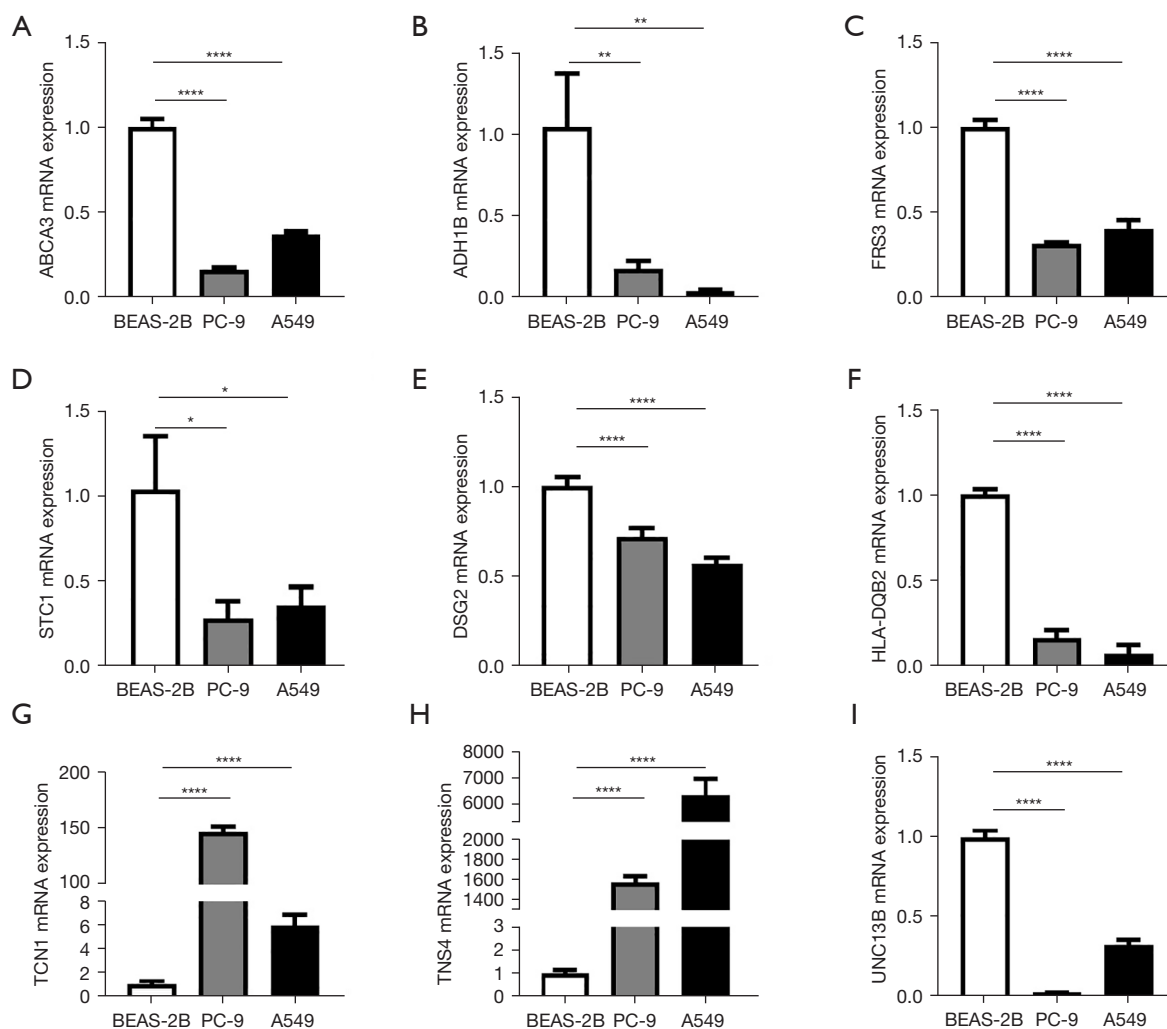 A
ABCA3 mRNA expression
1.5
1.0
0.5
0.0
****
****
BEAS-2B PC-9 A549
B
ADH1B mRNA expression
1.5
1.0
0.5
0.0
**
**
BEAS-2B PC-9 A549
C
FRS3 mRNA expression
1.5
1.0
0.5
0.0
****
****
BEAS-2B PC-9 A549
D
STC1 mRNA expression
1.5
1.0
0.5
0.0
*
*
BEAS-2B PC-9 A549
E
DSG2 mRNA expression
1.5
1.0
0.5
0.0
****
****
BEAS-2B PC-9 A549
F
HLA-DQB2 mRNA expression
1.5
1.0
0.5
0.0
****
****
BEAS-2B PC-9 A549
G
TCN1 mRNA expression
200
150
100
8
6
4
2
0
****
****
BEAS-2B PC-9 A549
H
TNS4 mRNA expression
8000
7000
6000
2000
1800
1600
1400
3
2
1
0
****
****
BEAS-2B PC-9 A549
I
UNC13B mRNA expression
1.5
1.0
0.5
0.0
****
****
BEAS-2B PC-9 A549